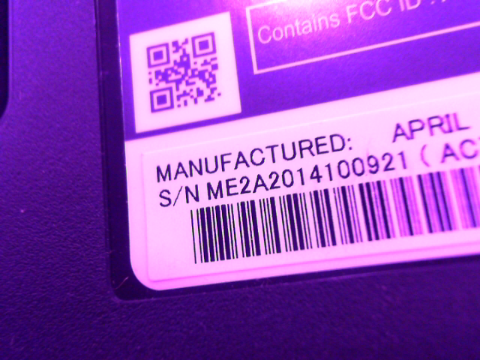 Contains FCC ID
MANUFACTURED: APRIL
S/N ME2A2014100921 ( AC